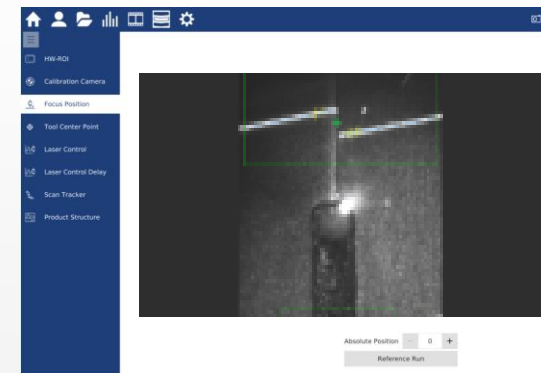 HW-ROI
Calibration Camera
Focus Position
Tool Center Point
Laser Control
Laser Control Delay
Scan Tracker
Product Structure
Absolute Position − 0 +
Reference Run